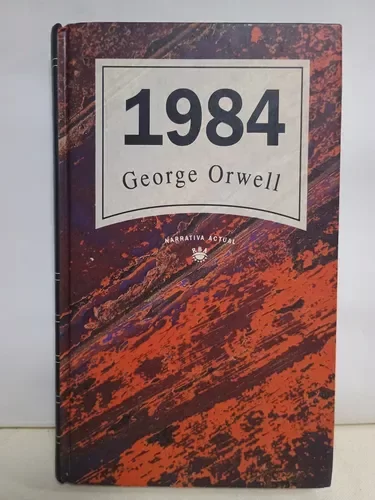 1984
George Orwell
NARRATIVA ACTUAL
RBA